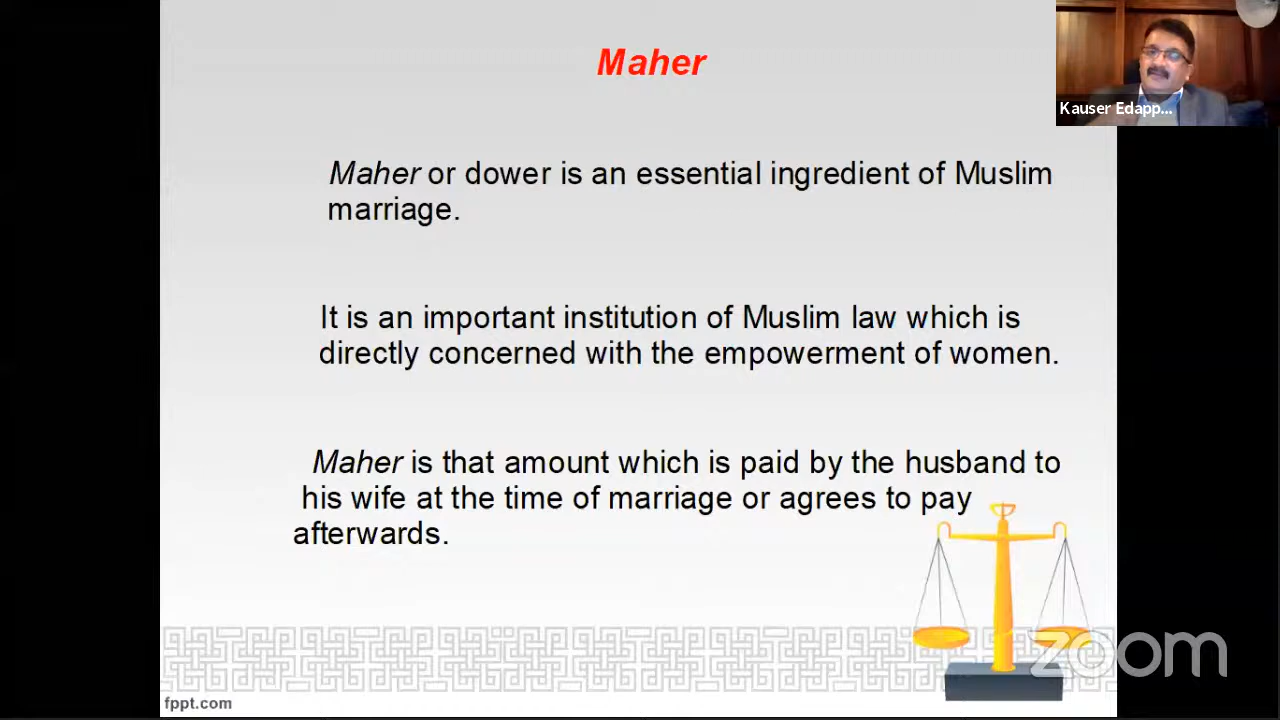 Maher
Kauser Edapp...
Maher or dower is an essential ingredient of Muslim
marriage.
It is an important institution of Muslim law which is
directly concerned with the empowerment of women.
Maher is that amount which is paid by the husband to
his wife at the time of marriage or agrees to pay
afterwards.
zoom
fppt.com